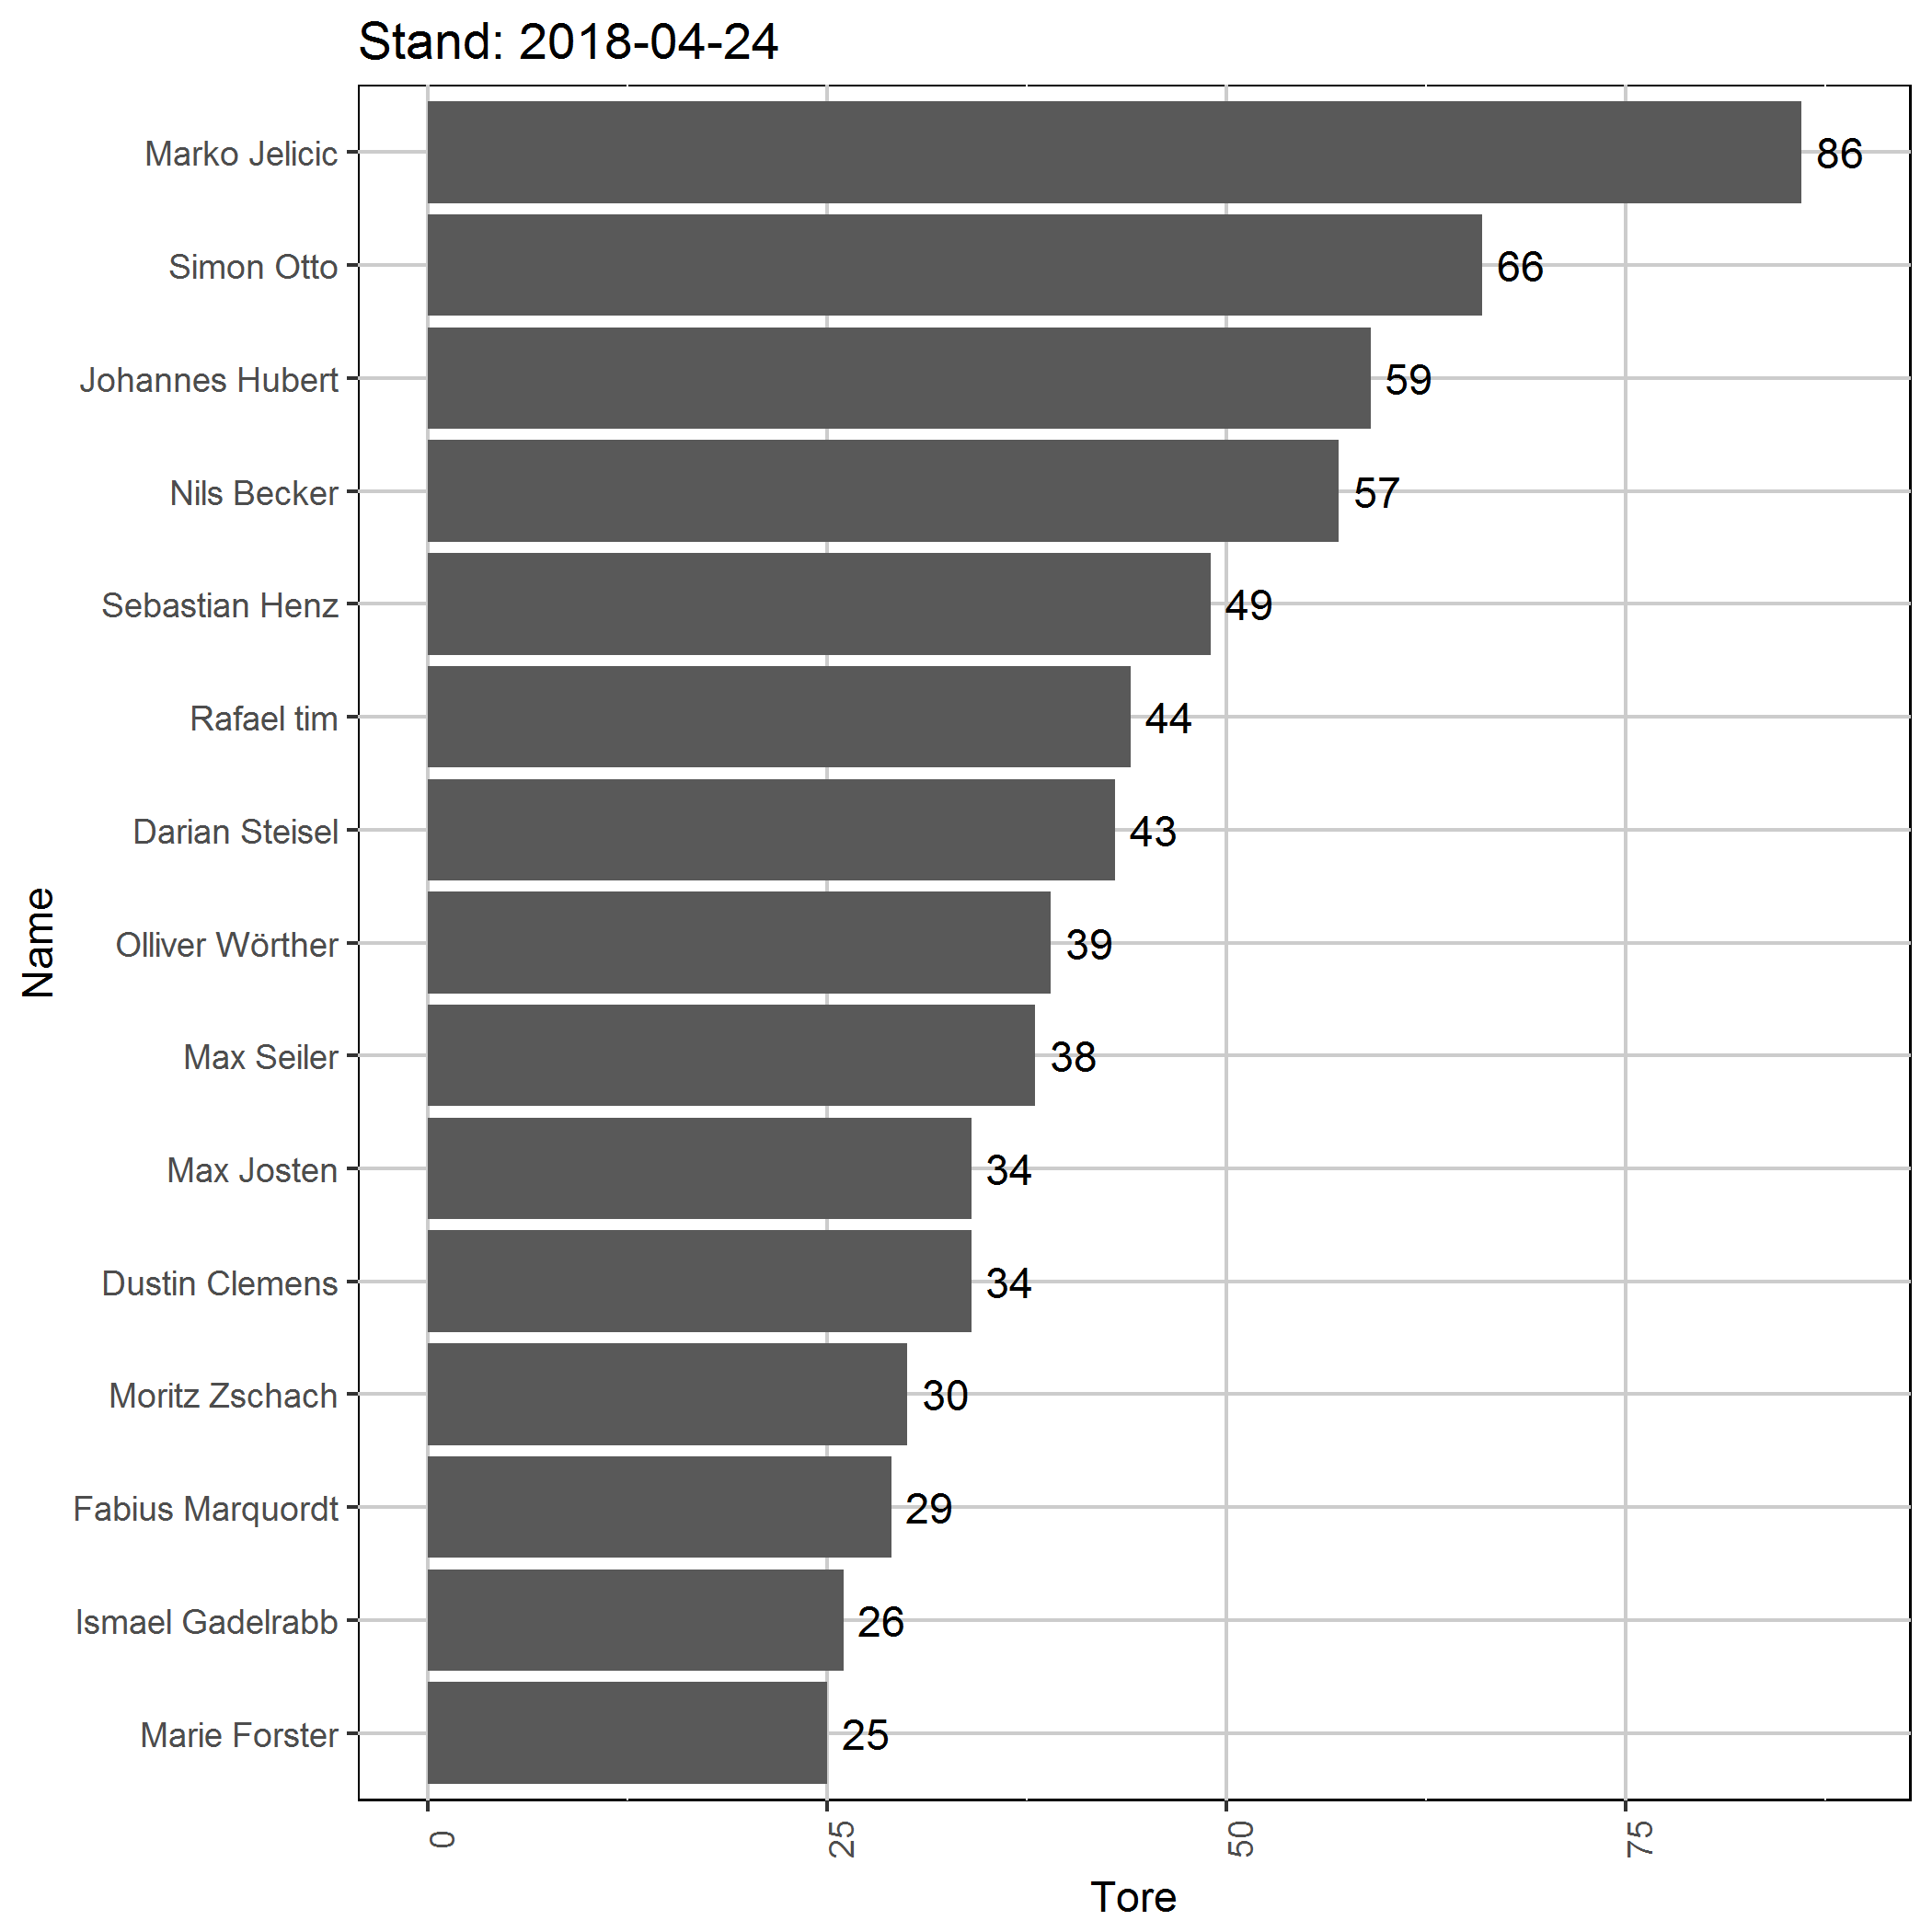 Stand: 2018-04-24
Name
Marko Jelicic 86
Simon Otto 66
Johannes Hubert 59
Nils Becker 57
Sebastian Henz 49
Rafael tim 44
Darian Steisel 43
Olliver Wörther 39
Max Seiler 38
Max Josten 34
Dustin Clemens 34
Moritz Zschach 30
Fabius Marquordt 29
Ismael Gadelrabb 26
Marie Forster 25
0 25 50 75
Tore